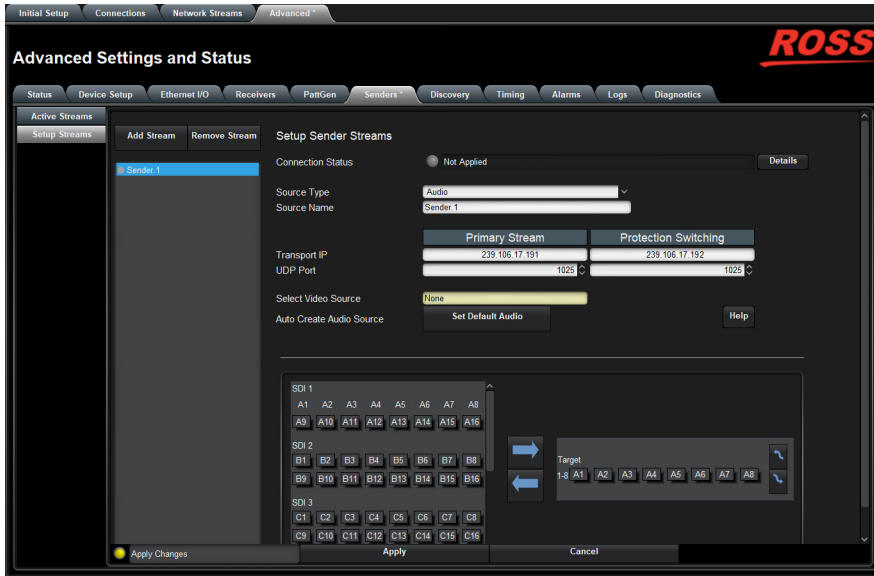 Initial Setup Connections Network Streams Advanced *
Advanced Settings and Status
ROSS
Status Device Setup Ethernet I/O Receivers PattGen Senders * Discovery Timing Alarms Logs Diagnostics
Active Streams
Setup Streams
Add Stream Remove Stream
Sender.1
Setup Sender Streams
Connection Status Not Applied Details
Source Type Audio
Source Name Sender.1
Primary Stream Protection Switching
Transport IP 239.106.17.191 239.106.17.192
UDP Port 1025 1025
Select Video Source None
Auto Create Audio Source Set Default Audio Help
SDI 1
A1 A2 A3 A4 A5 A6 A7 A8
A9 A10 A11 A12 A13 A14 A15 A16
SDI 2
B1 B2 B3 B4 B5 B6 B7 B8
B9 B10 B11 B12 B13 B14 B15 B16
SDI 3
C1 C2 C3 C4 C5 C6 C7 C8
C9 C10 C11 C12 C13 C14 C15 C16
Target
1-8 A1 A2 A3 A4 A5 A6 A7 A8
Apply Changes Apply Cancel